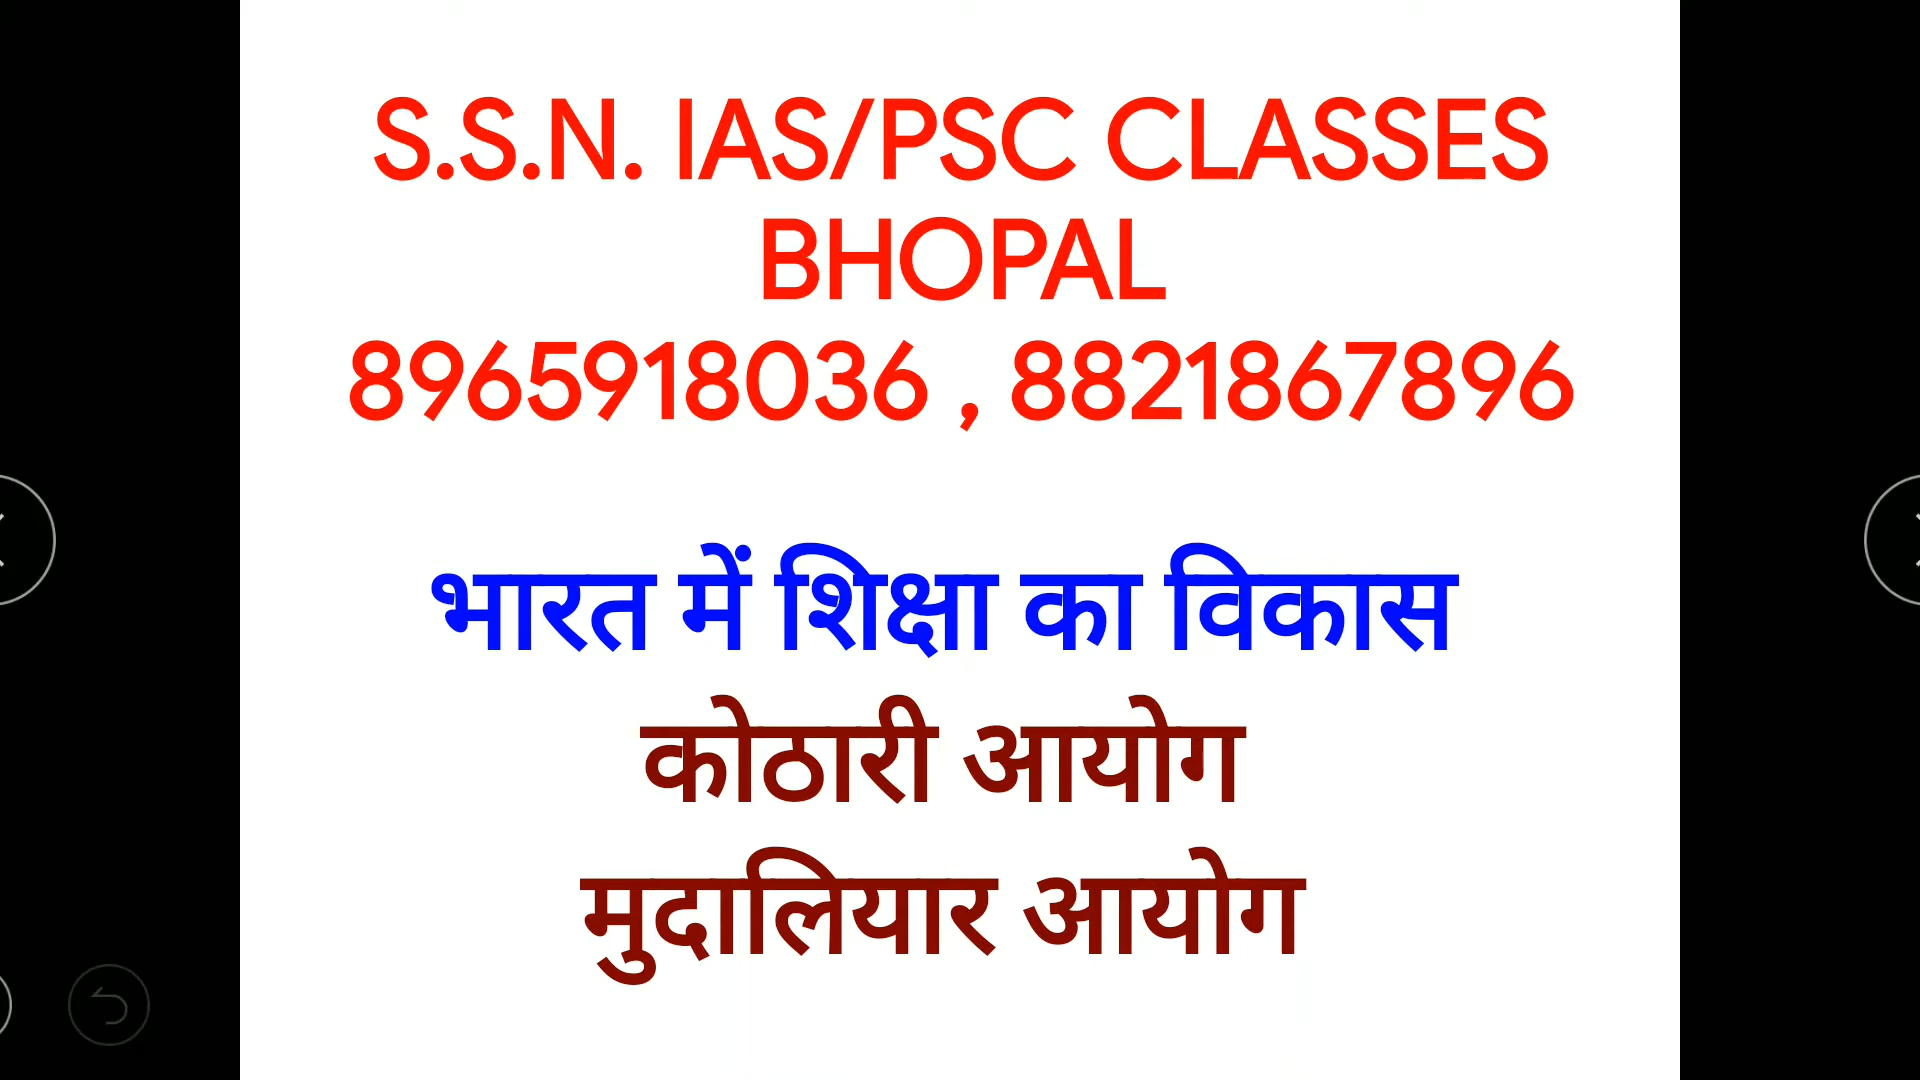 S.S.N. IAS/PSC CLASSES
BHOPAL
8965918036 , 8821867896
भारत में शिक्षा का विकास
कोठारी आयोग
मुदालियार आयोग